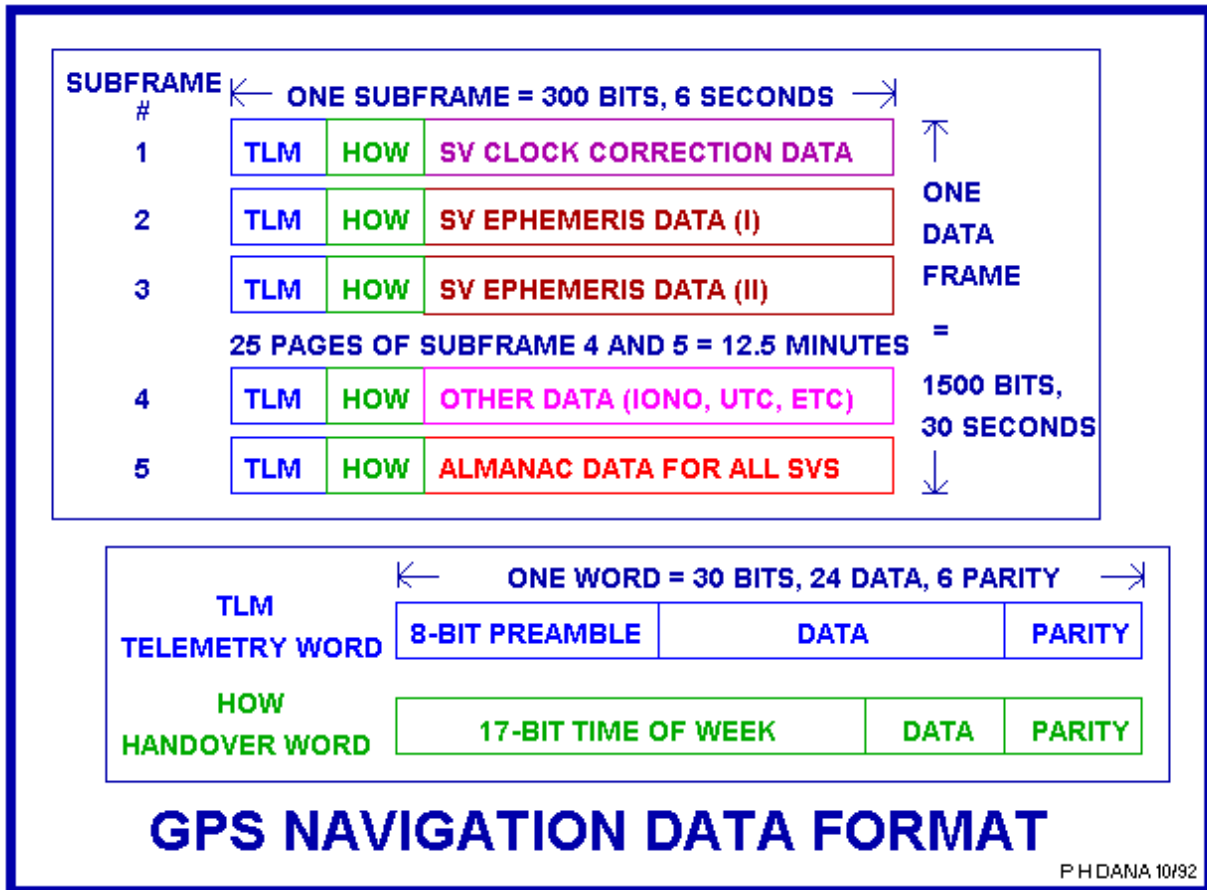 SUBFRAME
#
ONE SUBFRAME = 300 BITS, 6 SECONDS
1 TLM HOW SV CLOCK CORRECTION DATA
2 TLM HOW SV EPHEMERIS DATA (I)
3 TLM HOW SV EPHEMERIS DATA (II)
25 PAGES OF SUBFRAME 4 AND 5 = 12.5 MINUTES
4 TLM HOW OTHER DATA (IONO, UTC, ETC)
5 TLM HOW ALMANAC DATA FOR ALL SVS
ONE
DATA
FRAME
=
1500 BITS,
30 SECONDS
ONE WORD = 30 BITS, 24 DATA, 6 PARITY
TLM
TELEMETRY WORD
8-BIT PREAMBLE DATA PARITY
HOW
HANDOVER WORD
17-BIT TIME OF WEEK DATA PARITY
GPS NAVIGATION DATA FORMAT
P H DANA 10/92